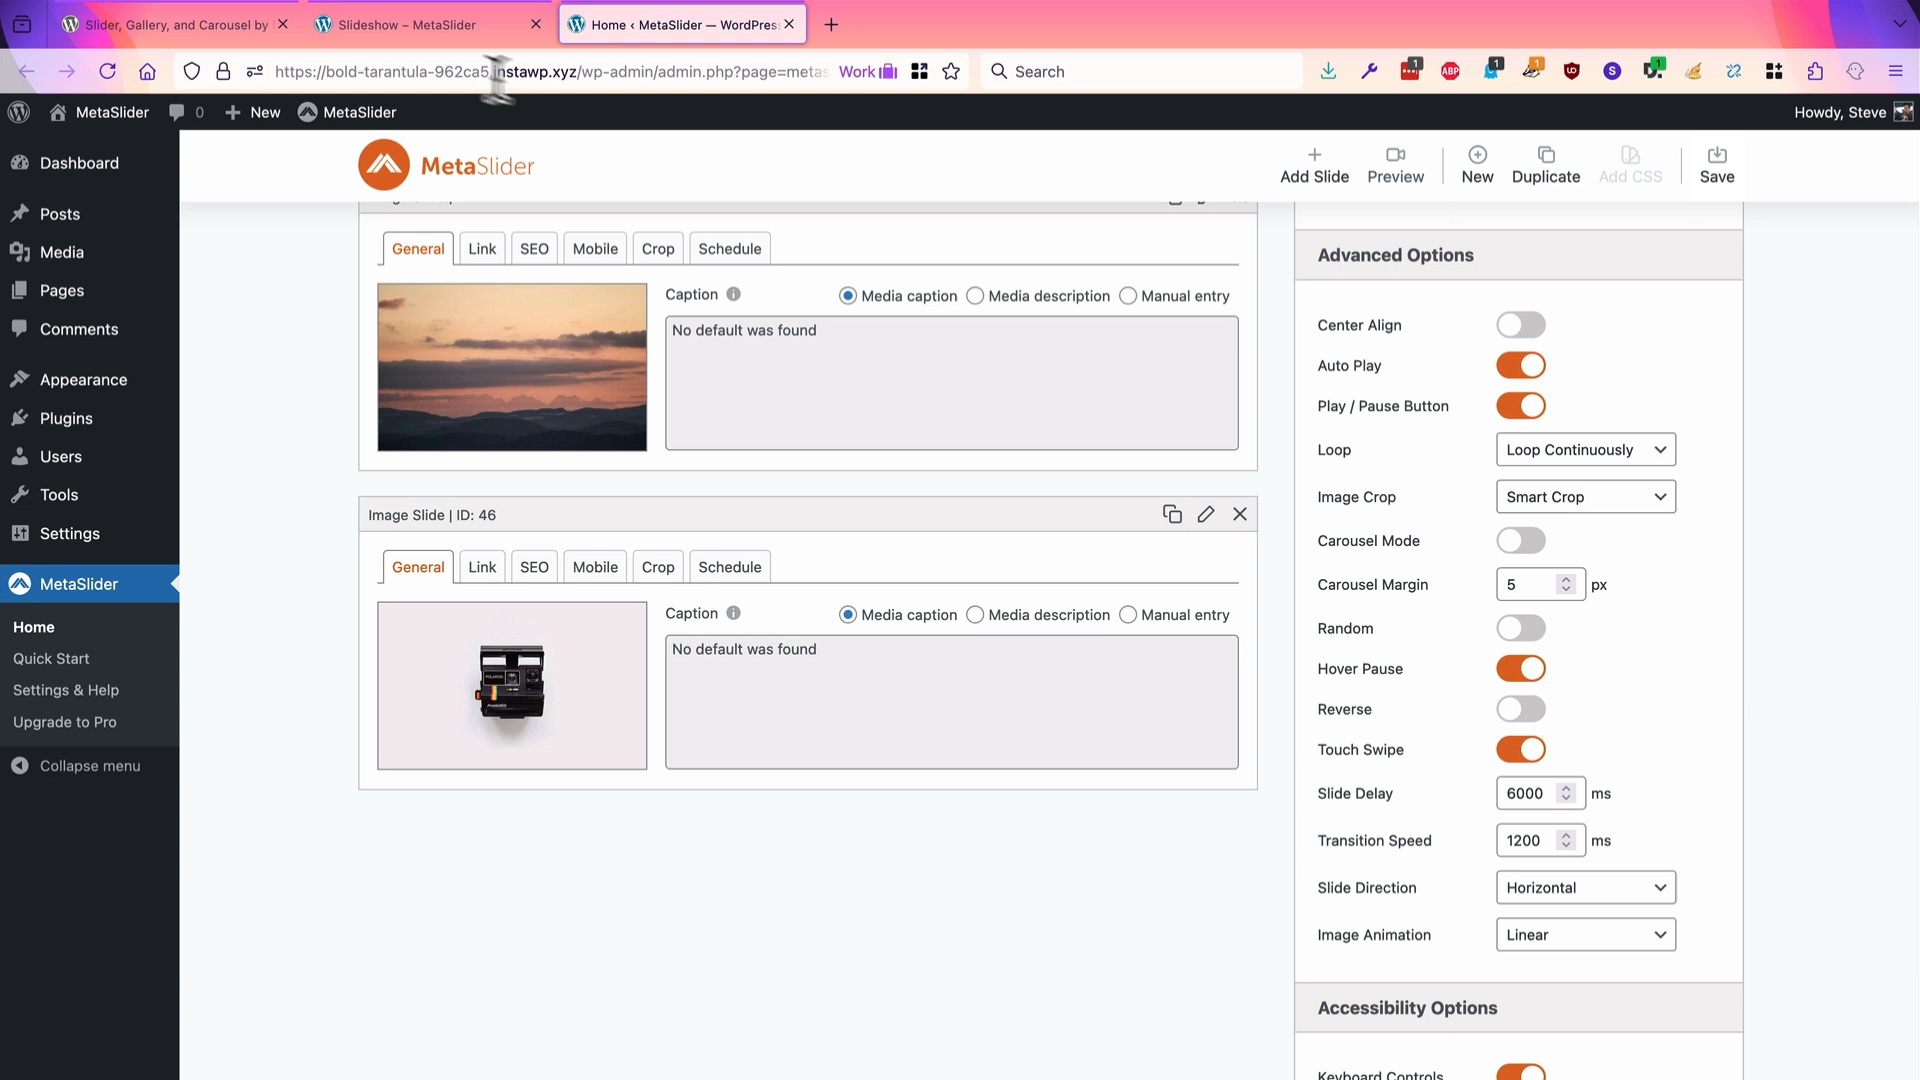 Slider, Gallery, and Carousel by
Slideshow – MetaSlider
Home ‹ MetaSlider — WordPress
https://bold-tarantula-962ca5.instawp.xyz/wp-admin/admin.php?page=metas
Work
Search
1
ABP
1
1
S
1
MetaSlider
0
New
MetaSlider
Howdy, Steve
Dashboard
Posts
Media
Pages
Comments
Appearance
Plugins
Users
Tools
Settings
MetaSlider
Home
Quick Start
Settings & Help
Upgrade to Pro
Collapse menu
MetaSlider
Add Slide
Preview
New
Duplicate
Add CSS
Save
General
Link
SEO
Mobile
Crop
Schedule
Caption
Media caption
Media description
Manual entry
No default was found
Image Slide | ID: 46
General
Link
SEO
Mobile
Crop
Schedule
Caption
Media caption
Media description
Manual entry
No default was found
POLAROID
Advanced Options
Center Align
Auto Play
Play / Pause Button
Loop
Loop Continuously
Image Crop
Smart Crop
Carousel Mode
Carousel Margin
5
px
Random
Hover Pause
Reverse
Touch Swipe
Slide Delay
6000
ms
Transition Speed
1200
ms
Slide Direction
Horizontal
Image Animation
Linear
Accessibility Options
Keyboard Controls